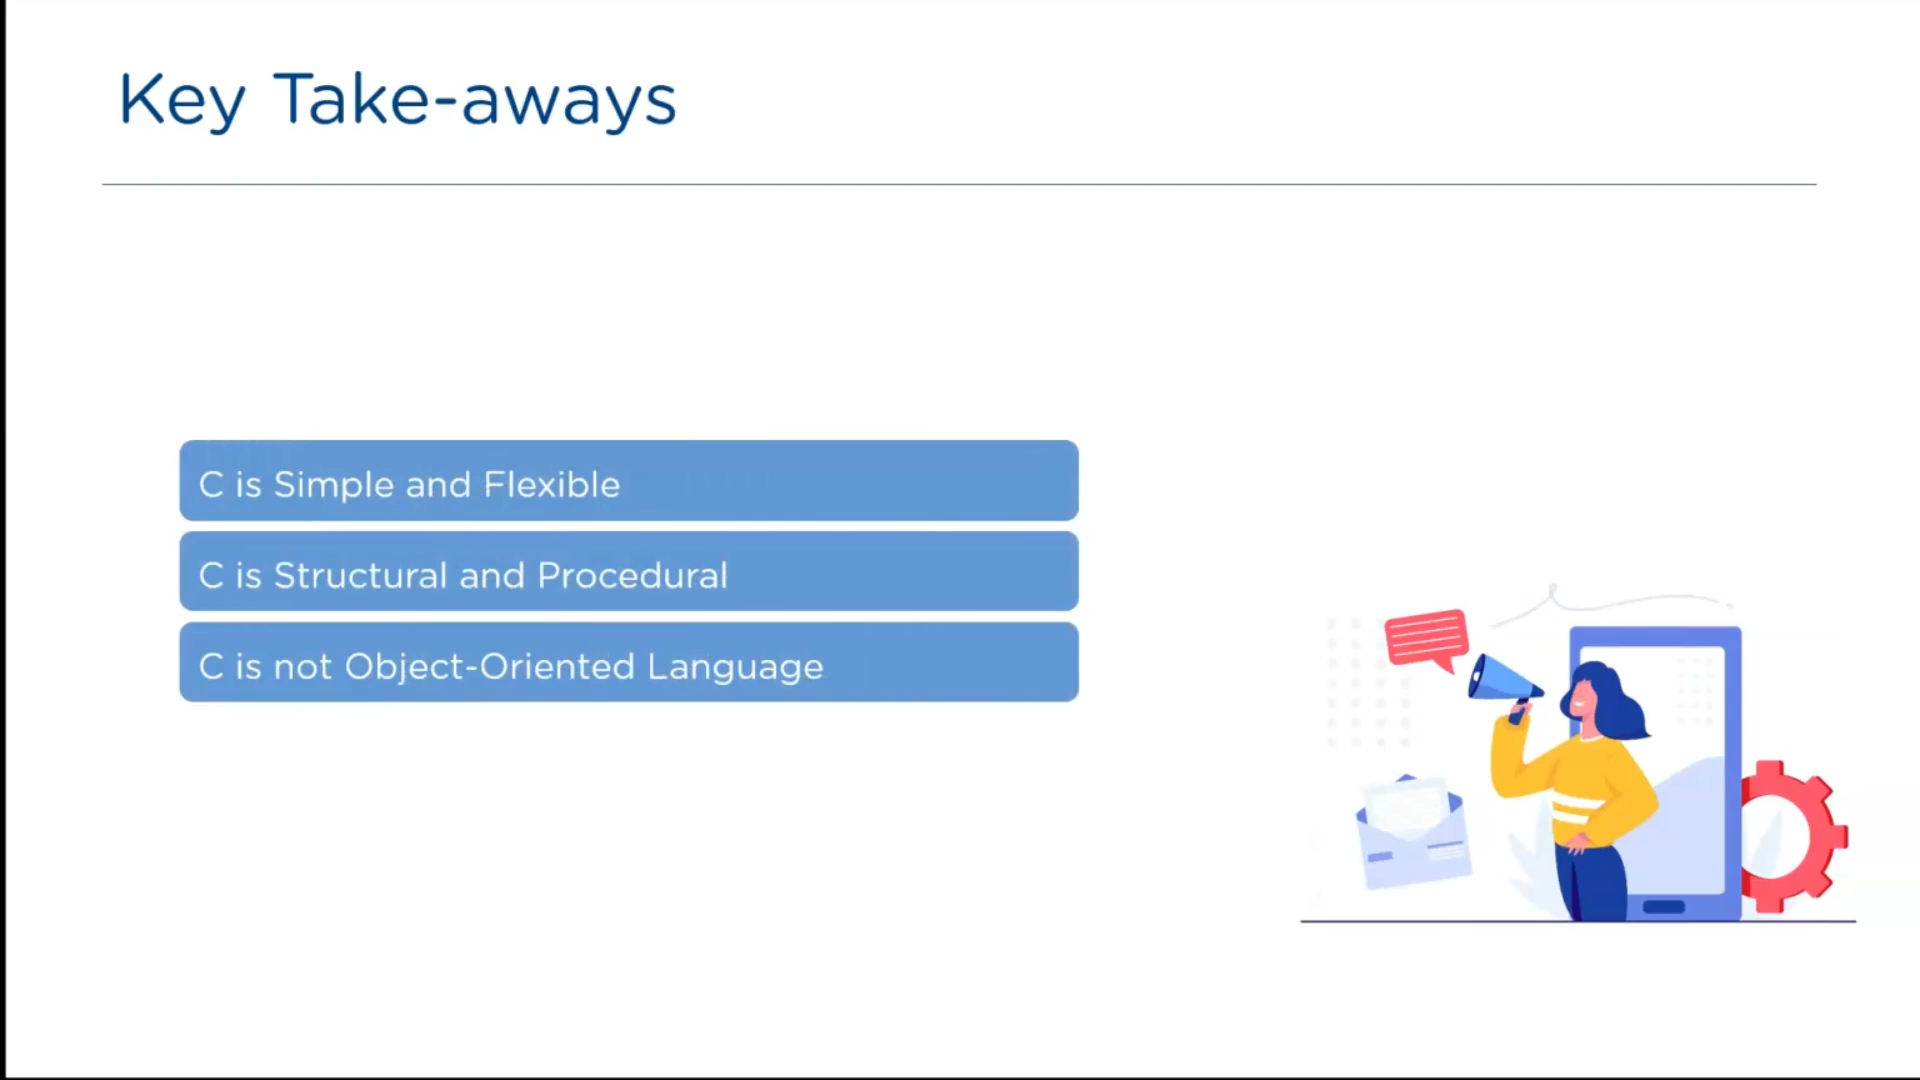 Key Take-aways
C is Simple and Flexible
C is Structural and Procedural
C is not Object-Oriented Language